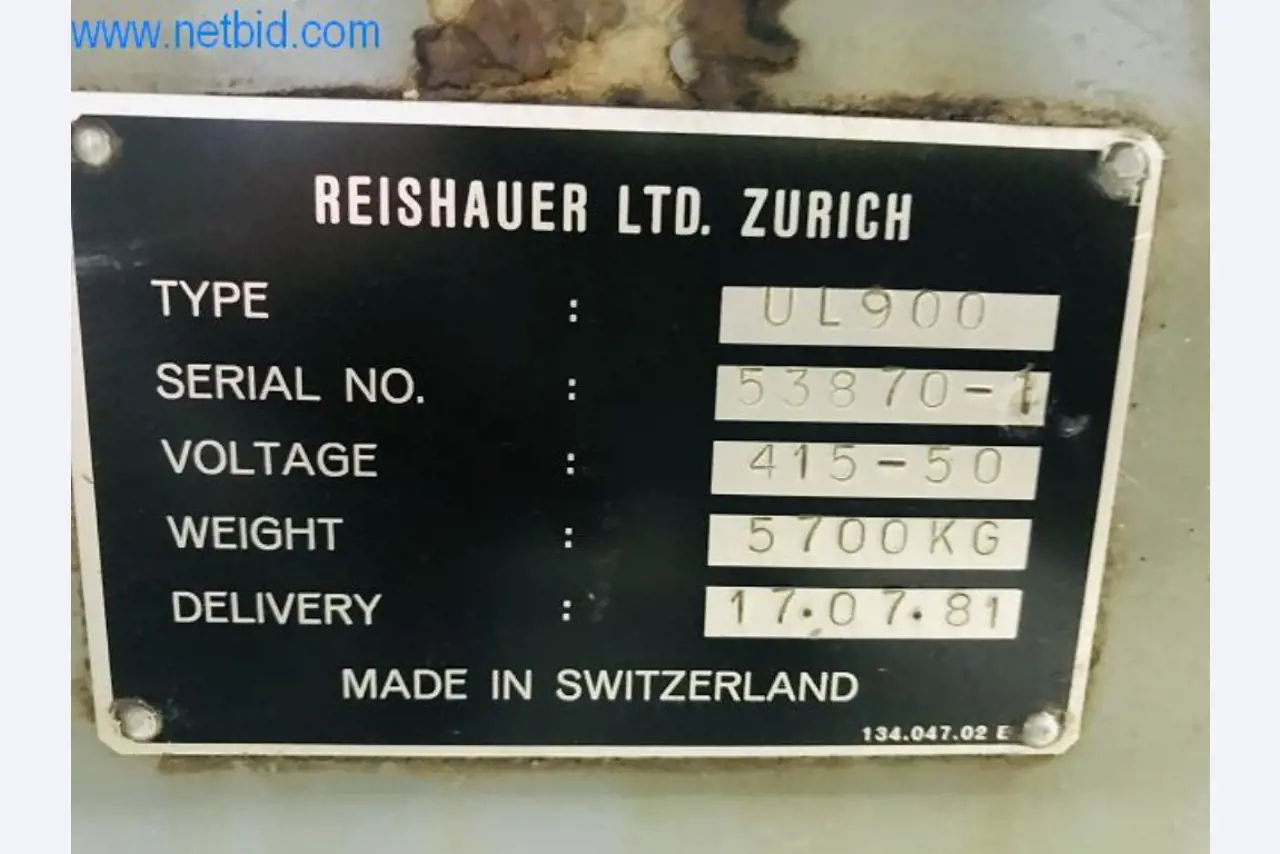 www.netbid.com
REISHAUER LTD. ZURICH
TYPE : UL900
SERIAL NO. : 53870-1
VOLTAGE : 415-50
WEIGHT : 5700KG
DELIVERY : 17.07.81
MADE IN SWITZERLAND
134.047.02 E